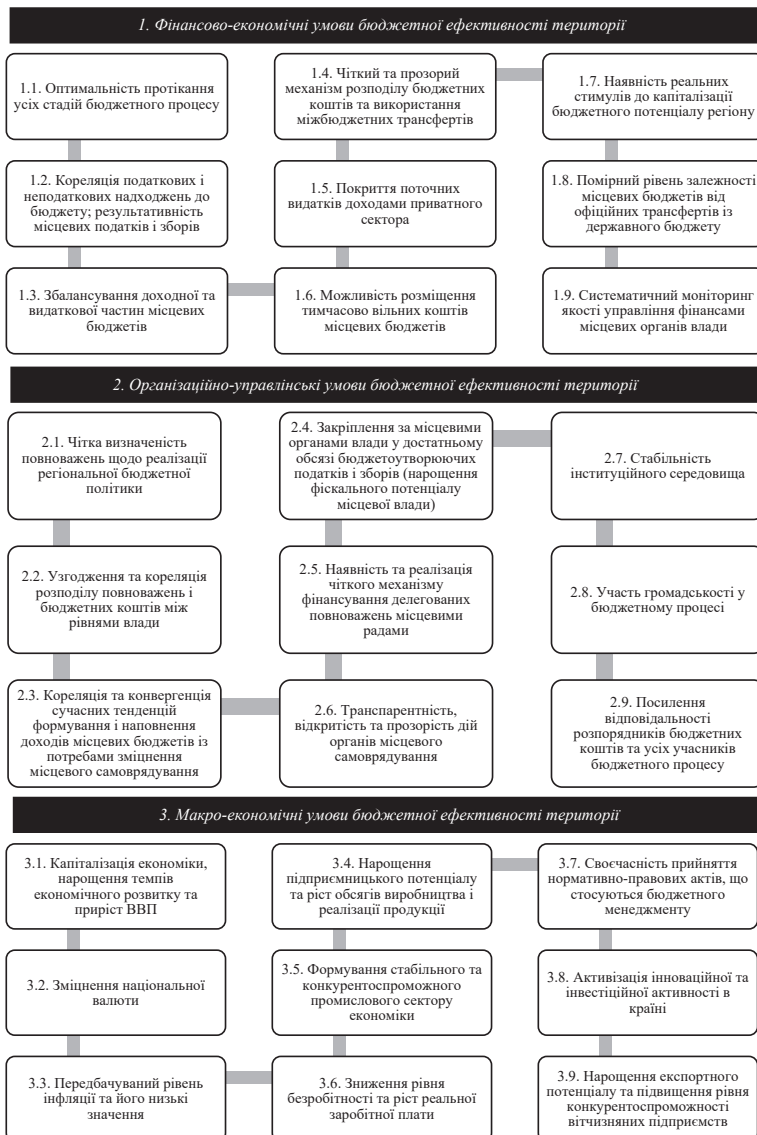 1. Фінансово-економічні умови бюджетної ефективності території
1.1. Оптимальність протікання
усіх стадій бюджетного процесу
1.2. Кореляція податкових і
неподаткових надходжень до
бюджету; результативність
місцевих податків і зборів
1.3. Збалансування доходної та
видаткової частин місцевих
бюджетів
1.4. Чіткий та прозорий
механізм розподілу бюджетних
коштів та використання
міжбюджетних трансфертів
1.5. Покриття поточних
видатків доходами приватного
сектора
1.6. Можливість розміщення
тимчасово вільних коштів
місцевих бюджетів
1.7. Наявність реальних
стимулів до капіталізації
бюджетного потенціалу регіону
1.8. Помірний рівень залежності
місцевих бюджетів від
офіційних трансфертів із
державного бюджету
1.9. Систематичний моніторинг
якості управління фінансами
місцевих органів влади
2. Організаційно-управлінські умови бюджетної ефективності території
2.1. Чітка визначеність
повноважень щодо реалізації
регіональної бюджетної
політики
2.2. Узгодження та кореляція
розподілу повноважень і
бюджетних коштів між
рівнями влади
2.3. Кореляція та конвергенція
сучасних тенденцій
формування і наповнення
доходів місцевих бюджетів із
потребами зміцнення
місцевого самоврядування
2.4. Закріплення за місцевими
органами влади у достатньому
обсязі бюджетоутворюючих
податків і зборів (нарощення
фіскального потенціалу
місцевої влади)
2.5. Наявність та реалізація
чіткого механізму
фінансування делегованих
повноважень місцевими
радами
2.6. Транспарентність,
відкритість та прозорість дій
органів місцевого
самоврядування
2.7. Стабільність
інституційного середовища
2.8. Участь громадськості у
бюджетному процесі
2.9. Посилення
відповідальності
розпорядників бюджетних
коштів та усіх учасників
бюджетного процесу
3. Макро-економічні умови бюджетної ефективності території
3.1. Капіталізація економіки,
нарощення темпів
економічного розвитку та
приріст ВВП
3.2. Зміцнення національної
валюти
3.3. Передбачуваний рівень
інфляції та його низькі
значення
3.4. Нарощення
підприємницького потенціалу
та ріст обсягів виробництва і
реалізації продукції
3.5. Формування стабільного та
конкурентоспроможного
промислового сектору
економіки
3.6. Зниження рівня
безробітності та ріст реальної
заробітної плати
3.7. Своєчасність прийняття
нормативно-правових актів, що
стосуються бюджетного
менеджменту
3.8. Активізація інноваційної та
інвестиційної активності в
країні
3.9. Нарощення експортного
потенціалу та підвищення рівня
конкурентоспроможності
вітчизняних підприємств